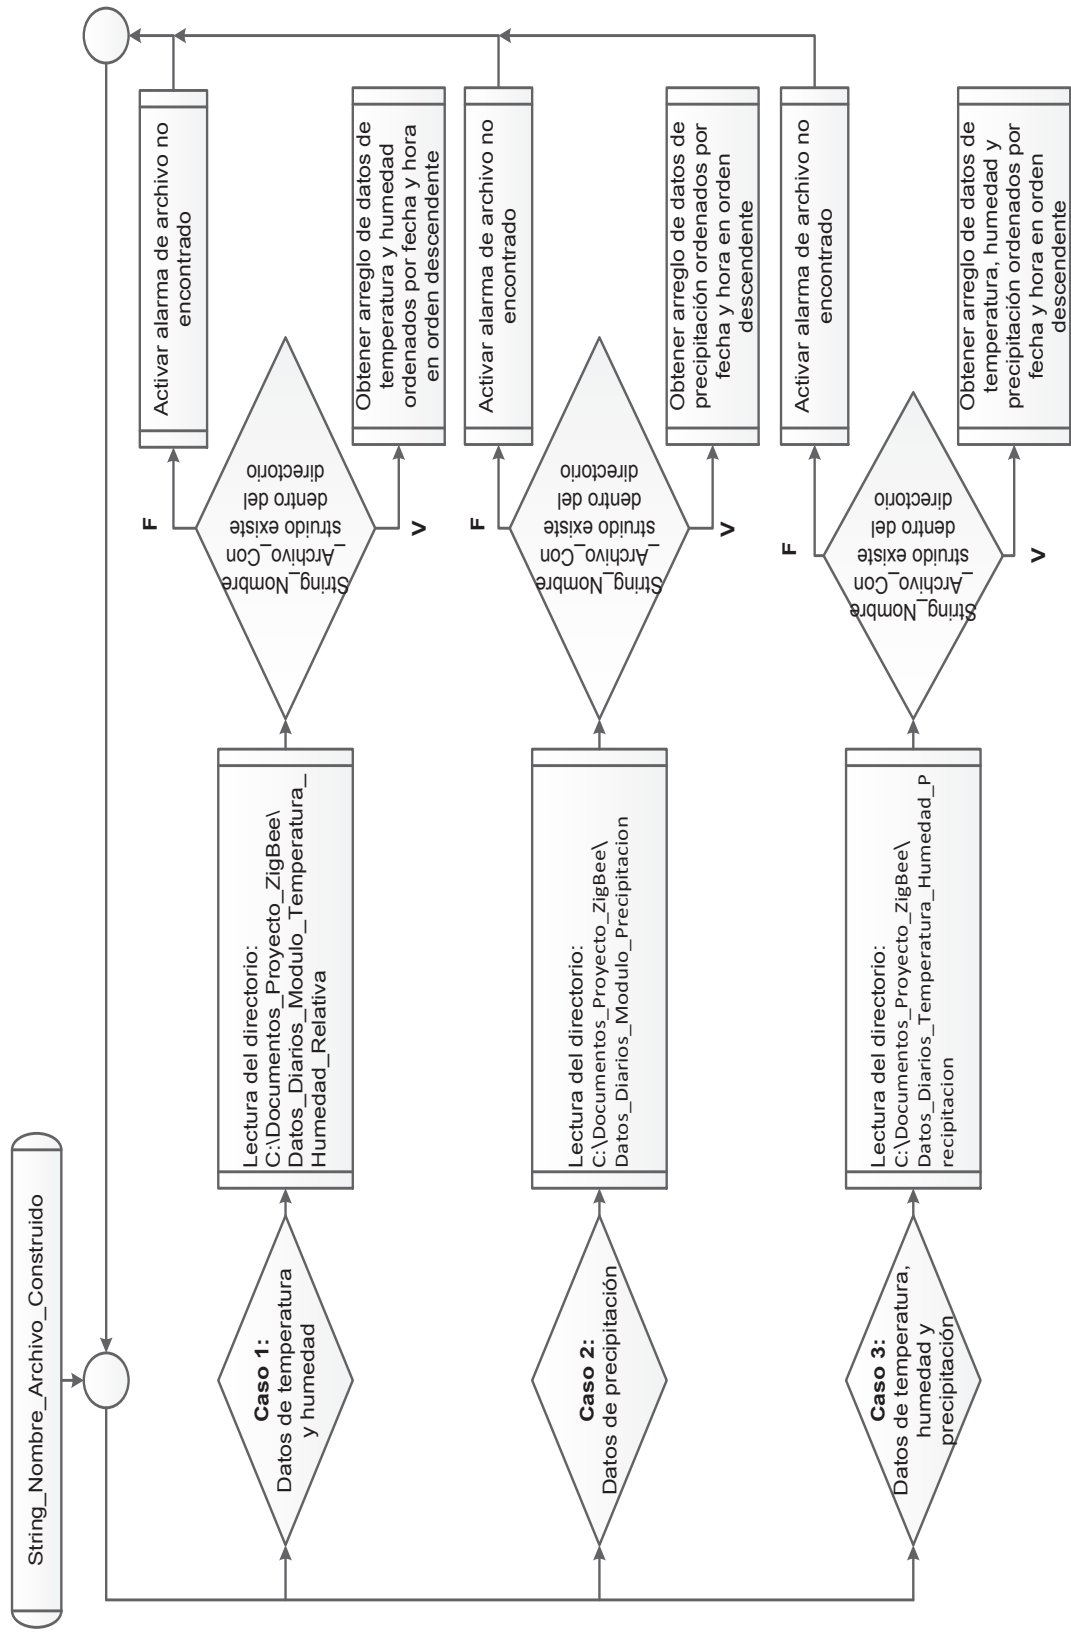 String_Nombre_Archivo_Construido
Caso 1:
Datos de temperatura
y humedad
Lectura del directorio:
C:\Documentos_Proyecto_ZigBee\
Datos_Diarios_Modulo_Temperatura_
Humedad_Relativa
String_Nombre
_Archivo_Con
struido existe
dentro del
directorio
F
Activar alarma de archivo no
encontrado
V
Obtener arreglo de datos de
temperatura y humedad
ordenados por fecha y hora
en orden descendente
Caso 2:
Datos de precipitación
Lectura del directorio:
C:\Documentos_Proyecto_ZigBee\
Datos_Diarios_Modulo_Precipitacion
String_Nombre
_Archivo_Con
struido existe
dentro del
directorio
F
Activar alarma de archivo no
encontrado
V
Obtener arreglo de datos de
precipitación ordenados por
fecha y hora en orden
descendente
Caso 3:
Datos de temperatura,
humedad y
precipitación
Lectura del directorio:
C:\Documentos_Proyecto_ZigBee\
Datos_Diarios_Temperatura_Humedad_P
recipitacion
String_Nombre
_Archivo_Con
struido existe
dentro del
directorio
F
Activar alarma de archivo no
encontrado
V
Obtener arreglo de datos de
temperatura, humedad y
precipitación ordenados por
fecha y hora en orden
descendente